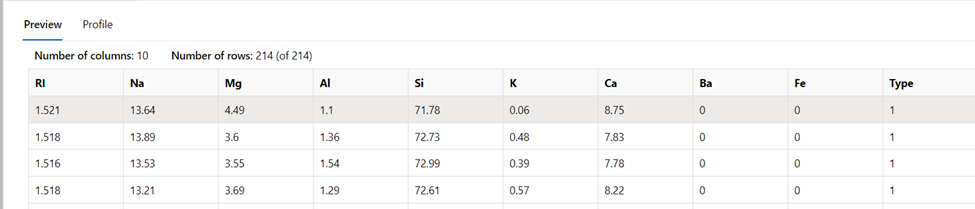 Preview Profile
Number of columns: 10 Number of rows: 214 (of 214)
RI Na Mg Al Si K Ca Ba Fe Type
1.521 13.64 4.49 1.1 71.78 0.06 8.75 0 0 1
1.518 13.89 3.6 1.36 72.73 0.48 7.83 0 0 1
1.516 13.53 3.55 1.54 72.99 0.39 7.78 0 0 1
1.518 13.21 3.69 1.29 72.61 0.57 8.22 0 0 1